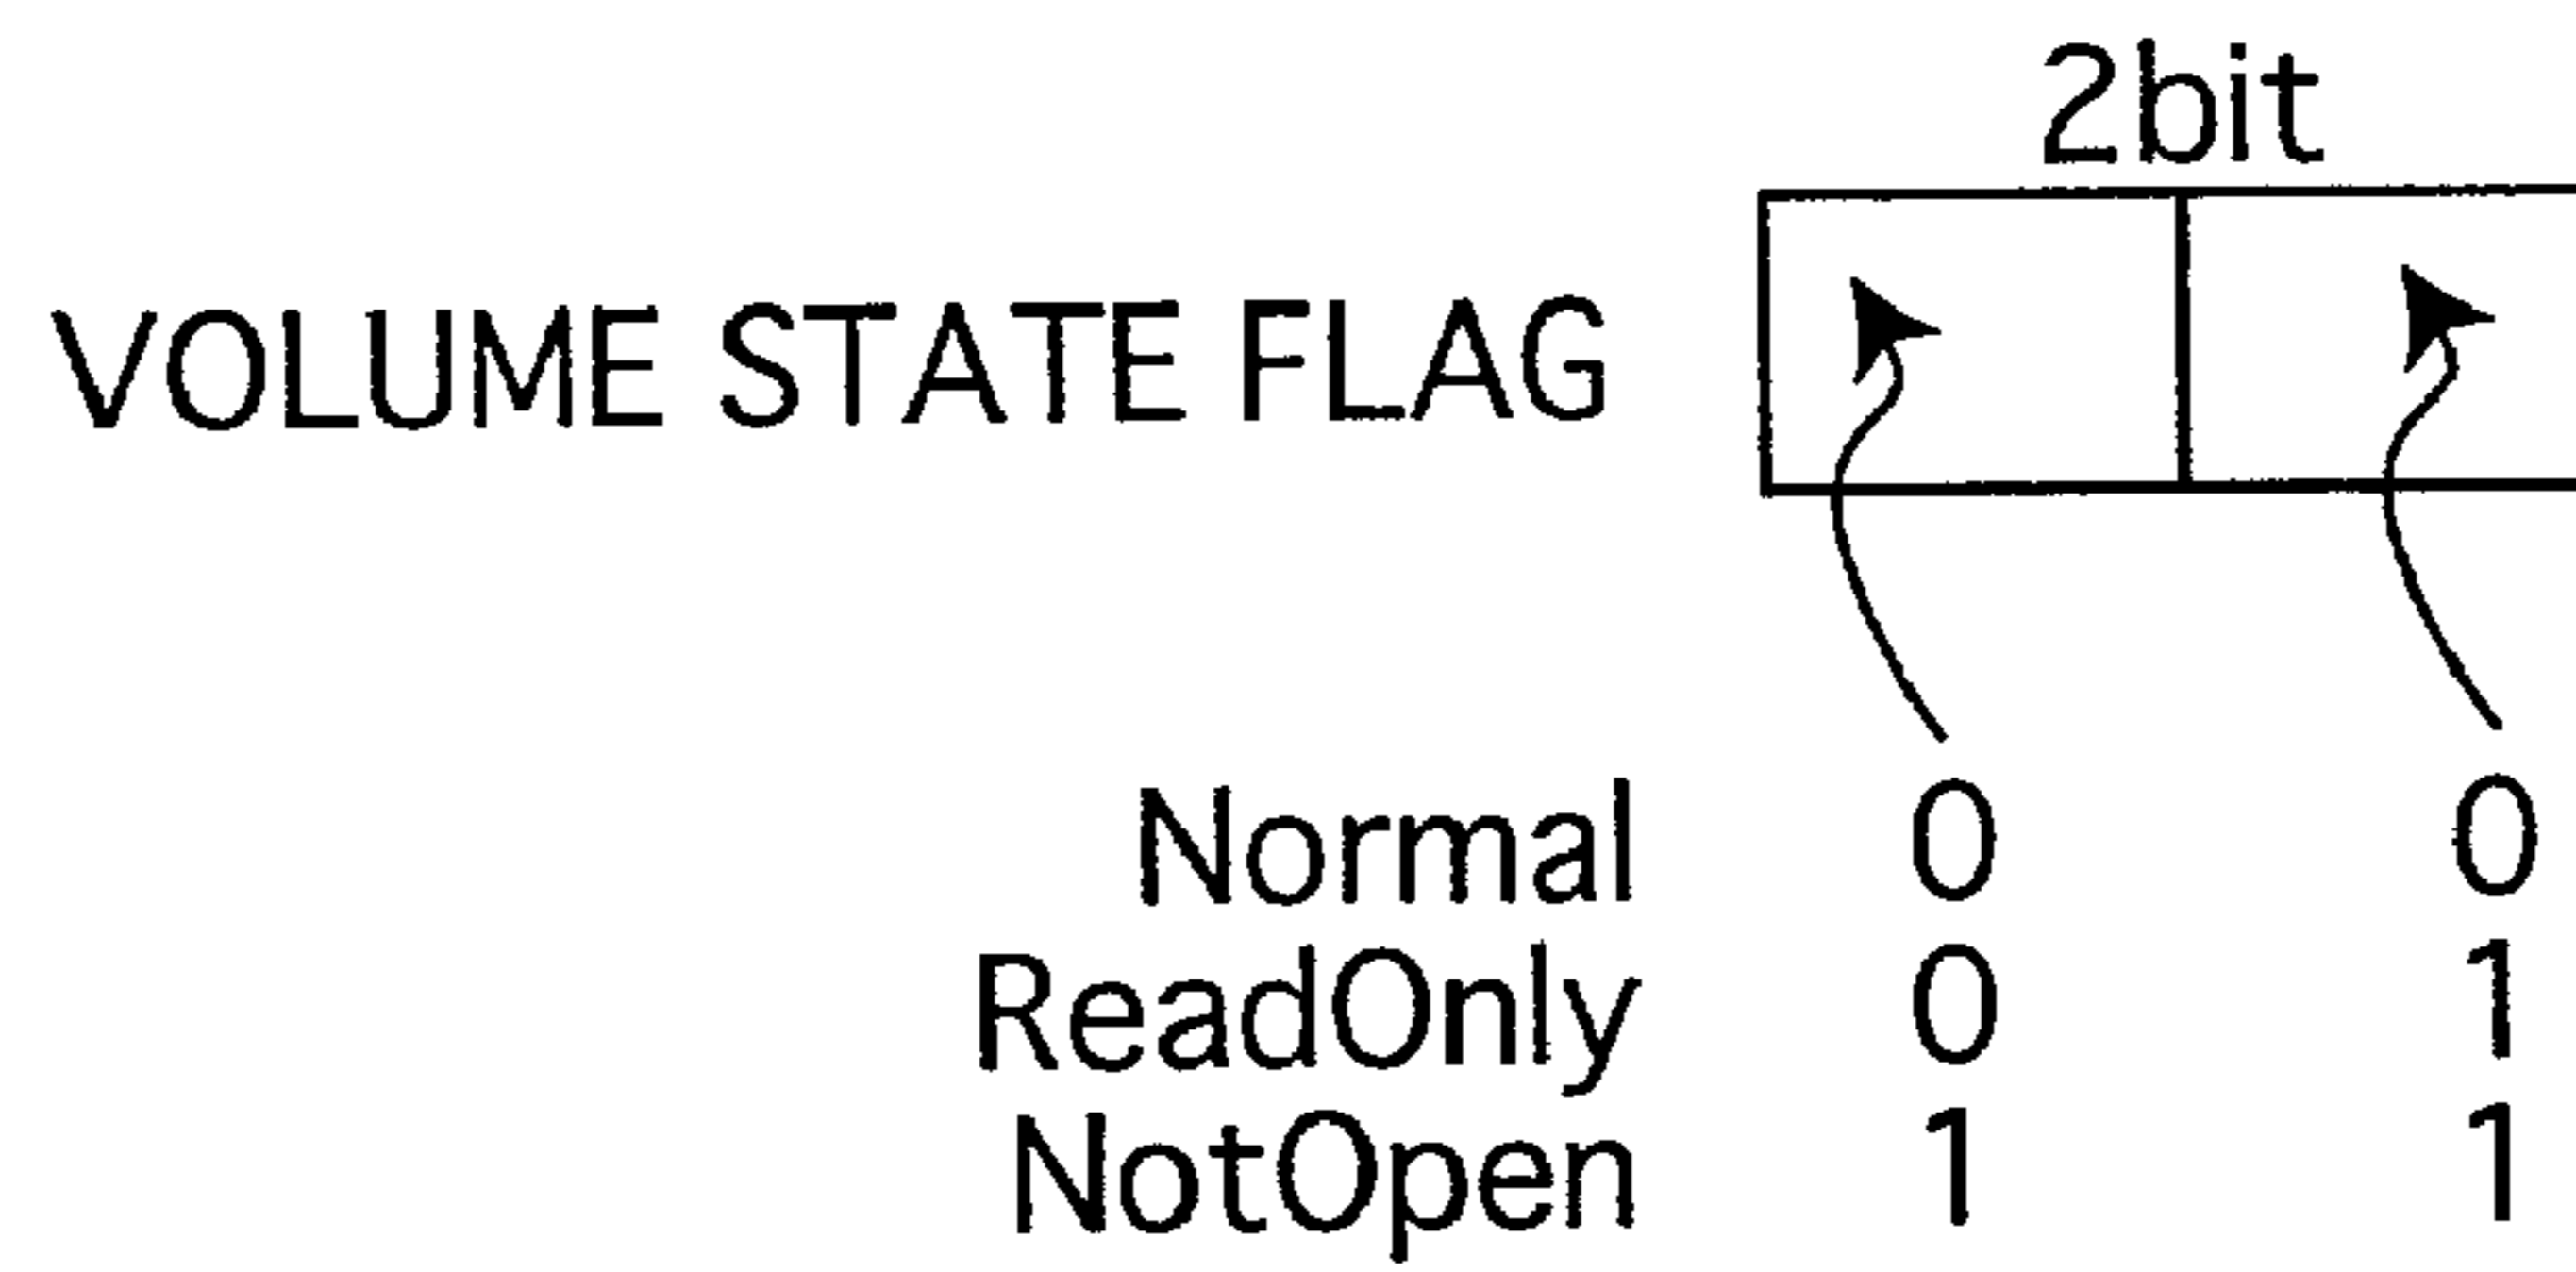 2bit
VOLUME STATE FLAG
Normal 0 0
ReadOnly 0 1
NotOpen 1 1